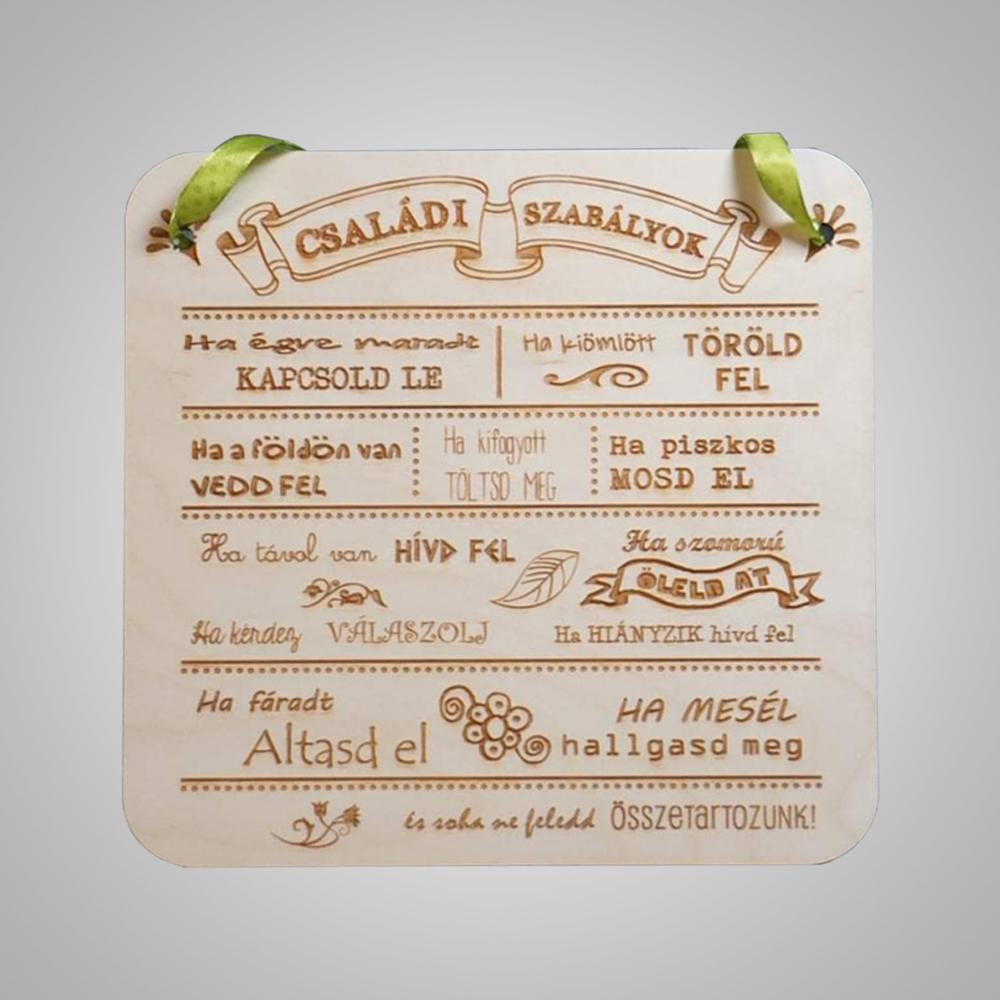 CSALÁDI SZABÁLYOK
Ha égve maradt
KAPCSOLD LE
Ha kiömlött TÖRÖLD
FEL
Ha a földön van
VEDD FEL
Ha kifogyott
TÖLTSD MEG
Ha piszkos
MOSD EL
Ha távol van HÍVD FEL
Ha szomorú
ÖLELD ÁT
Ha kérdez VÁLASZOLJ
Ha HIÁNYZIK hívd fel
Ha fáradt
Altasd el
HA MESÉL
hallgasd meg
és soha ne feledd ÖSSZETARTOZUNK!